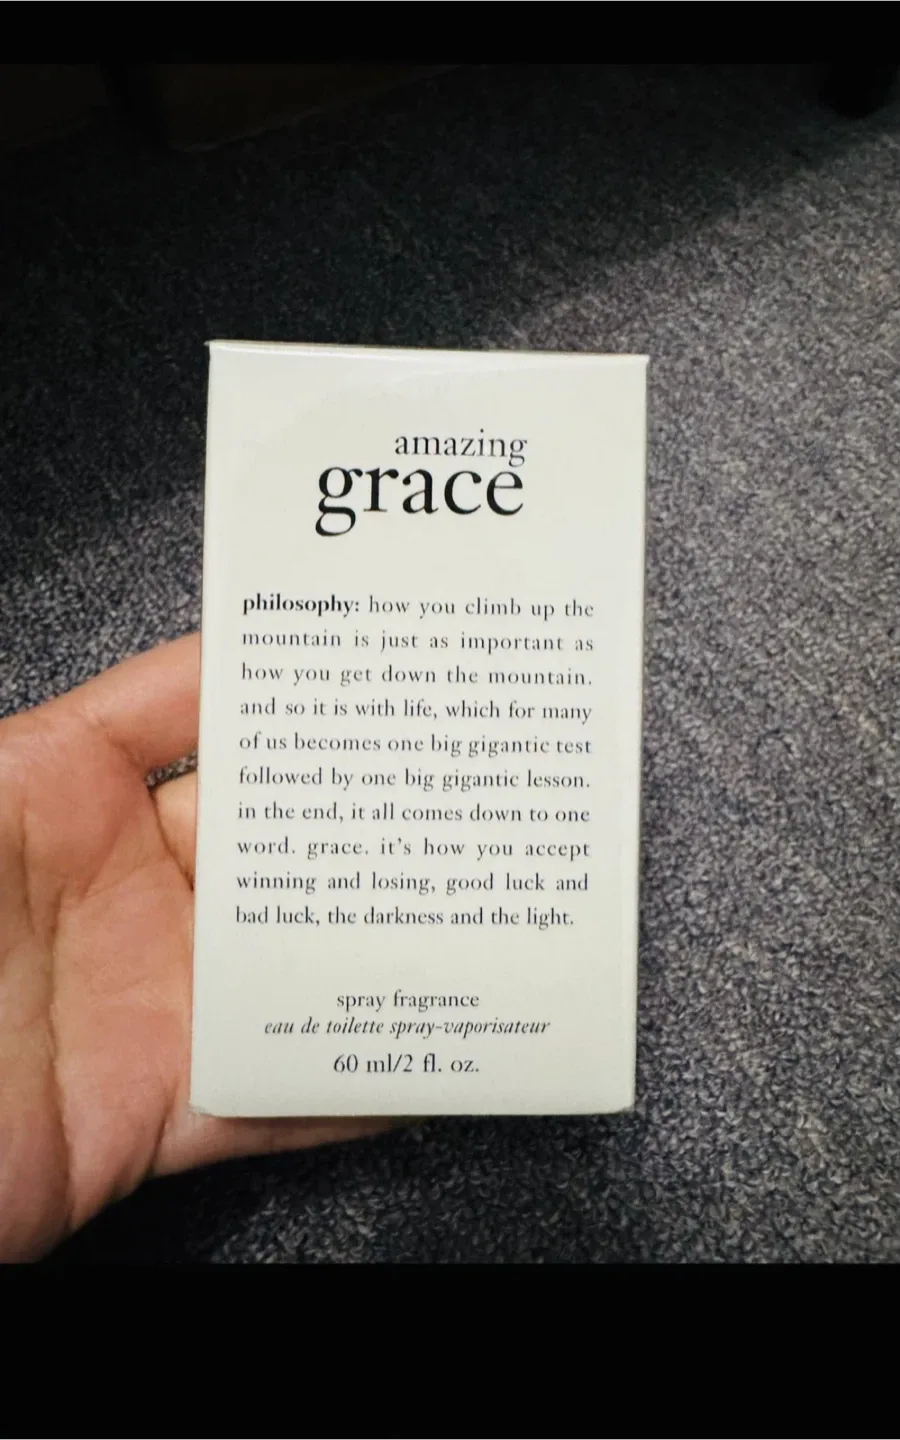 amazing
grace
philosophy: how you climb up the
mountain is just as important as
how you get down the mountain.
and so it is with life, which for many
of us becomes one big gigantic test
followed by one big gigantic lesson.
in the end, it all comes down to one
word. grace. it's how you accept
winning and losing, good luck and
bad luck, the darkness and the light.
spray fragrance
eau de toilette spray-vaporisateur
60 ml/2 fl. oz.